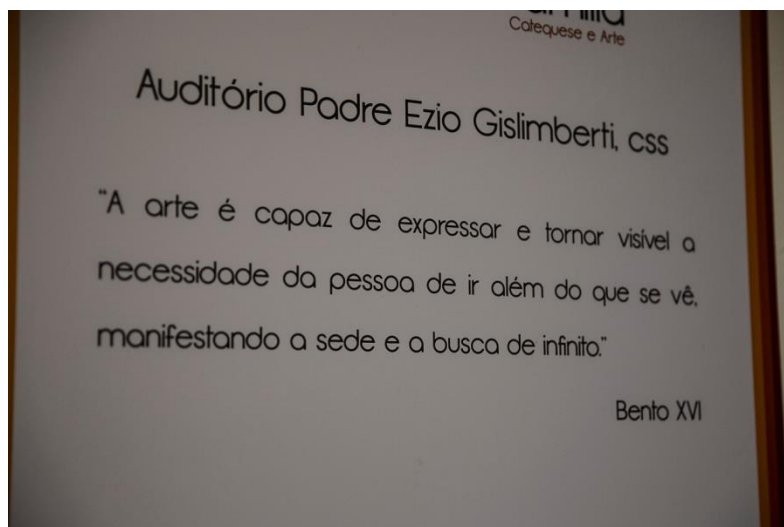 Catequese e Arte
Auditório Padre Ezio Gislimberti, css
"A arte é capaz de expressar e tornar visível a
necessidade da pessoa de ir além do que se vê,
manifestando a sede e a busca de infinito."
Bento XVI